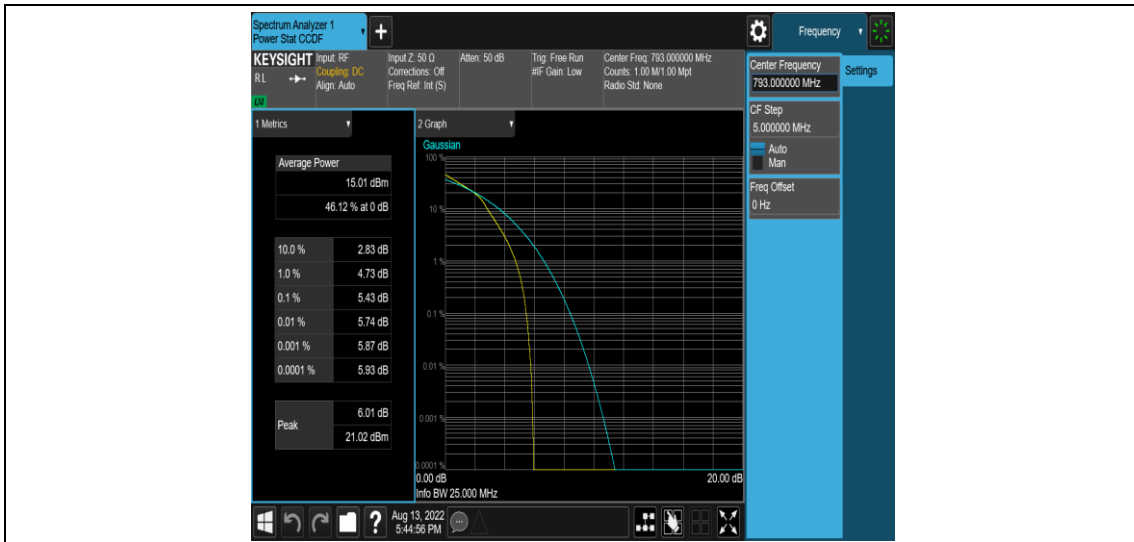 Spectrum Analyzer 1
Power Stat CCDF
+
Frequency
KEYSIGHT
RL
LXI
Input: RF
Coupling: DC
Align: Auto
Input Z: 50 Ω
Corrections: Off
Freq Ref: Int (S)
Atten: 50 dB
Trig: Free Run
#IF Gain: Low
Center Freq: 793.000000 MHz
Counts: 1.00 M/1.00 Mpt
Radio Std: None
Center Frequency
793.000000 MHz
Settings
CF Step
5.000000 MHz
Auto
Man
Freq Offset
0 Hz
1 Metrics
Average Power
15.01 dBm
46.12 % at 0 dB
10.0 % 2.83 dB
1.0 % 4.73 dB
0.1 % 5.43 dB
0.01 % 5.74 dB
0.001 % 5.87 dB
0.0001 % 5.93 dB
Peak
6.01 dB
21.02 dBm
2 Graph
Gaussian
100 %
10 %
1 %
0.1 %
0.01 %
0.001 %
0.0001 %
0.00 dB
20.00 dB
Info BW 25.000 MHz
?
Aug 13, 2022
5:44:56 PM